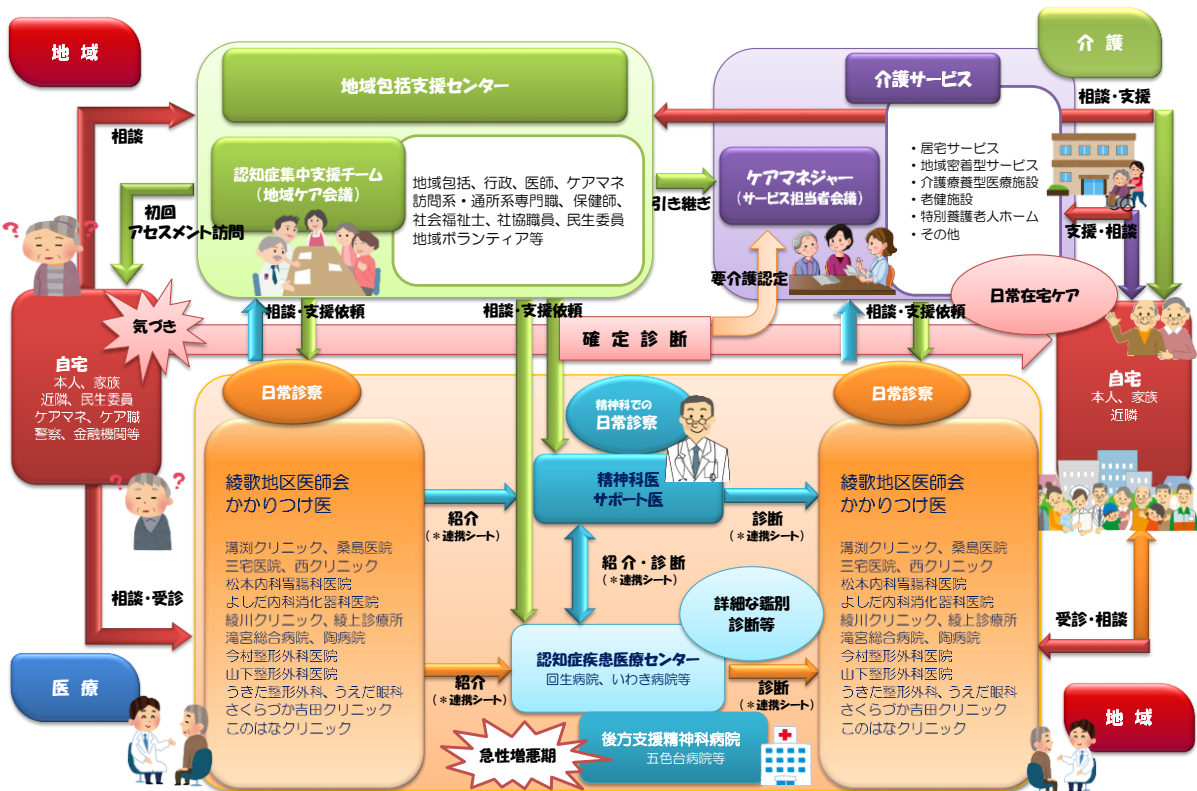 地 域
介 護
地域包括支援センター
介護サービス
相談・支援
相談
認知症集中支援チーム
（地域ケア会議）
地域包括、行政、医師、ケアマネ
訪問系・通所系専門職、保健師、
社会福祉士、社協職員、民生委員
地域ボランティア等
ケアマネジャー
（サービス担当者会議）
・居宅サービス
・地域密着型サービス
・介護療養型医療施設
・老健施設
・特別養護老人ホーム
・その他
引き継ぎ
初回
アセスメント訪問
?
?
支援・相談
要介護認定
日常在宅ケア
相談・支援依頼
相談・支援依頼
相談・支援依頼
気づき
確 定 診 断
自宅
本人、家族
近隣、民生委員
ケアマネ、ケア職
警察、金融機関等
自宅
本人、家族
近隣
日常診察
精神科での
日常診察
日常診察
?
?
綾歌地区医師会
かかりつけ医
溝渕クリニック、桑島医院
三宅医院、西クリニック
松本内科胃腸科医院
よしだ内科消化器科医院
綾川クリニック、綾上診療所
滝宮総合病院、陶病院
今村整形外科医院
山下整形外科医院
うきた整形外科、うえだ眼科
さくらづか吉田クリニック
このはなクリニック
精神科医
サポート医
紹介
（＊連携シート）
診断
（＊連携シート）
紹介・診断
（＊連携シート）
詳細な鑑別
診断等
認知症疾患医療センター
回生病院、いわき病院等
紹介
（＊連携シート）
診断
（＊連携シート）
急性増悪期
後方支援精神科病院
五色台病院等
綾歌地区医師会
かかりつけ医
溝渕クリニック、桑島医院
三宅医院、西クリニック
松本内科胃腸科医院
よしだ内科消化器科医院
綾川クリニック、綾上診療所
滝宮総合病院、陶病院
今村整形外科医院
山下整形外科医院
うきた整形外科、うえだ眼科
さくらづか吉田クリニック
このはなクリニック
相談・受診
受診・相談
医 療
地 域